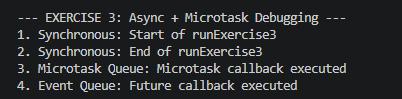 --- EXERCISE 3: Async + Microtask Debugging ---
1. Synchronous: Start of runExercise3
2. Synchronous: End of runExercise3
3. Microtask Queue: Microtask callback executed
4. Event Queue: Future callback executed